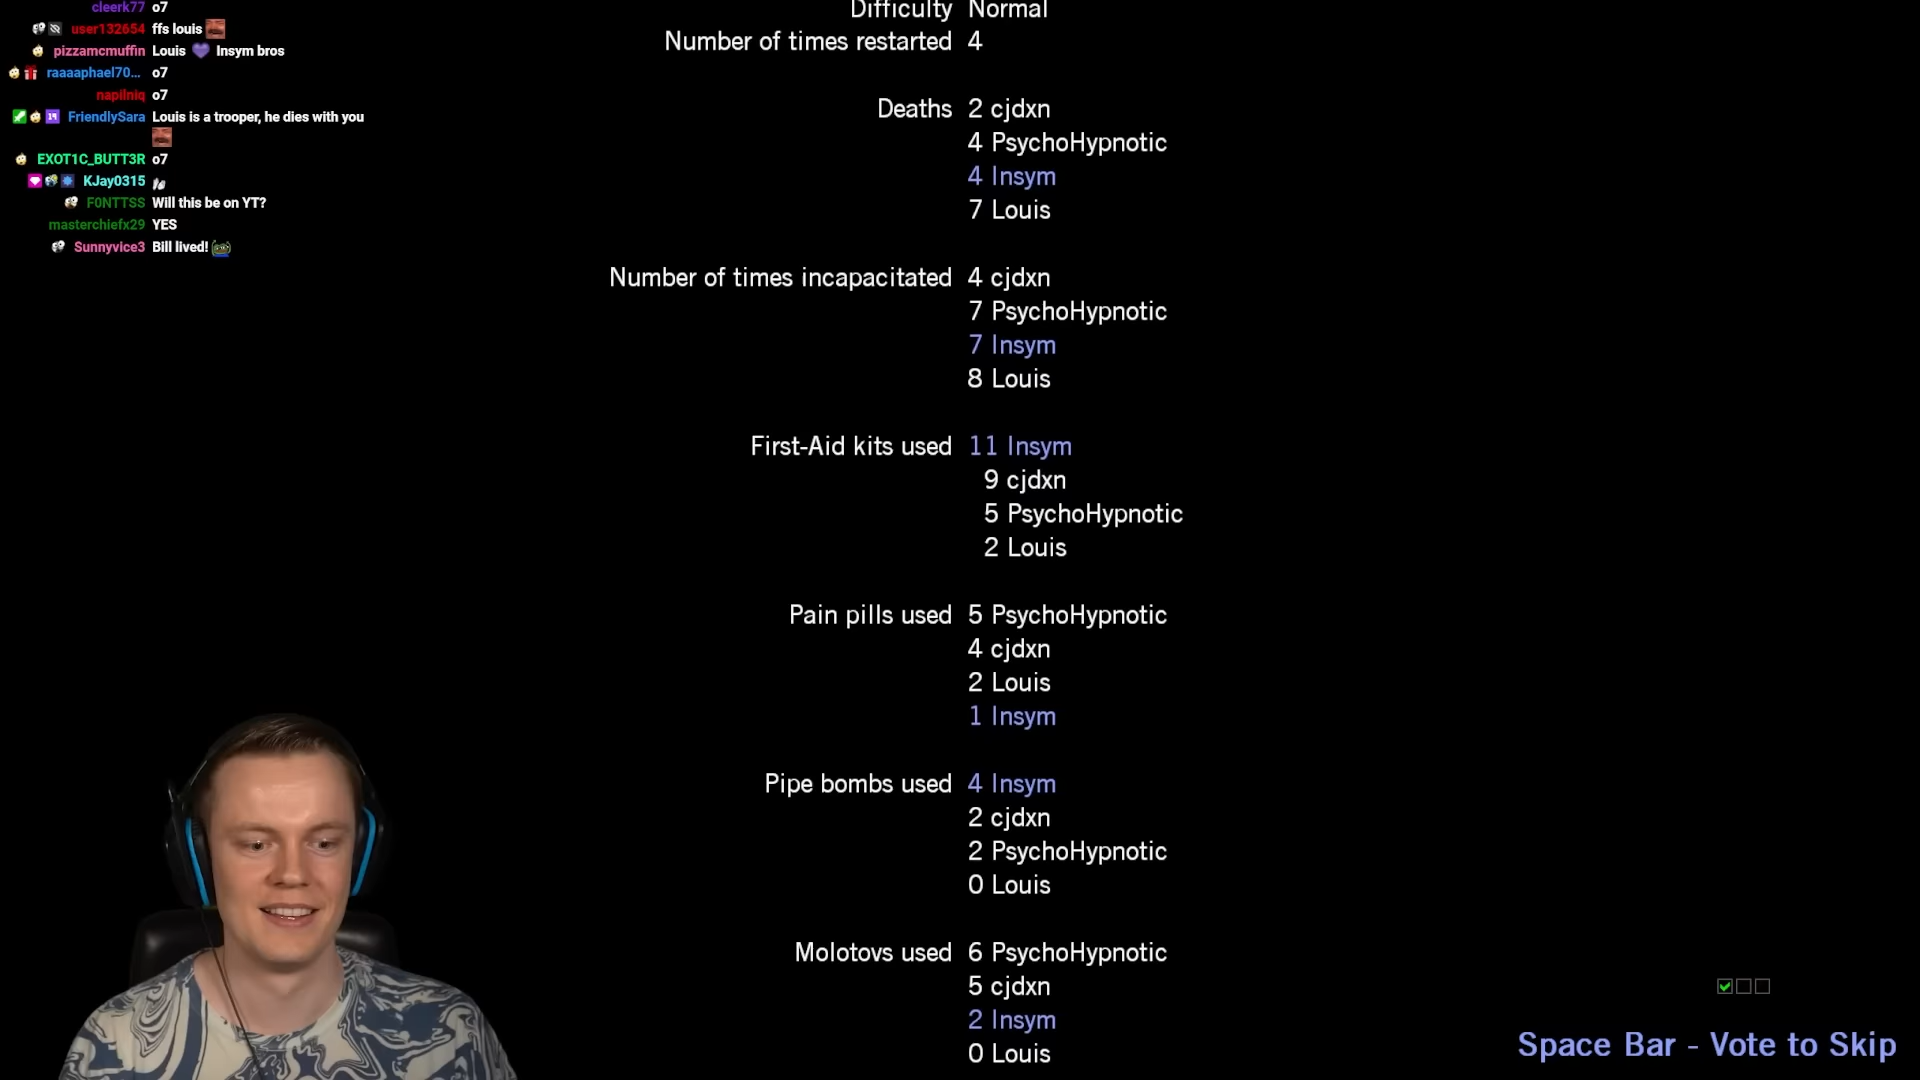 cleerk77 o7
user132654 ffs louis
pizzamcmuffin Louis 💜 Insym bros
raaaaphael70... o7
napilniq o7
FriendlySara Louis is a trooper, he dies with you
EXOT1C_BUTT3R o7
KJay0315
F0NTTSS Will this be on YT?
masterchiefx29 YES
Sunnyvice3 Bill lived!
Difficulty Normal
Number of times restarted 4
Deaths 2 cjdxn
4 PsychoHypnotic
4 Insym
7 Louis
Number of times incapacitated 4 cjdxn
7 PsychoHypnotic
7 Insym
8 Louis
First-Aid kits used 11 Insym
9 cjdxn
5 PsychoHypnotic
2 Louis
Pain pills used 5 PsychoHypnotic
4 cjdxn
2 Louis
1 Insym
Pipe bombs used 4 Insym
2 cjdxn
2 PsychoHypnotic
0 Louis
Molotovs used 6 PsychoHypnotic
5 cjdxn
2 Insym
0 Louis
Space Bar - Vote to Skip